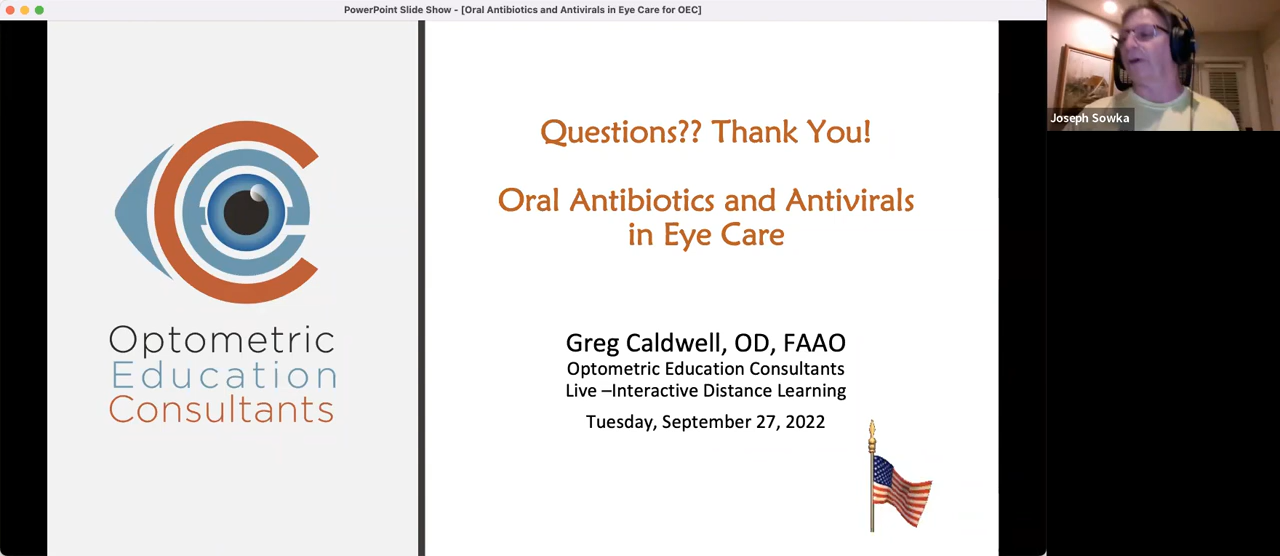 PowerPoint Slide Show - [Oral Antibiotics and Antivirals in Eye Care for OEC]
Questions?? Thank You!
Oral Antibiotics and Antivirals
in Eye Care
Greg Caldwell, OD, FAAO
Optometric Education Consultants
Live –Interactive Distance Learning
Tuesday, September 27, 2022
Optometric
Education
Consultants
Joseph Sowka